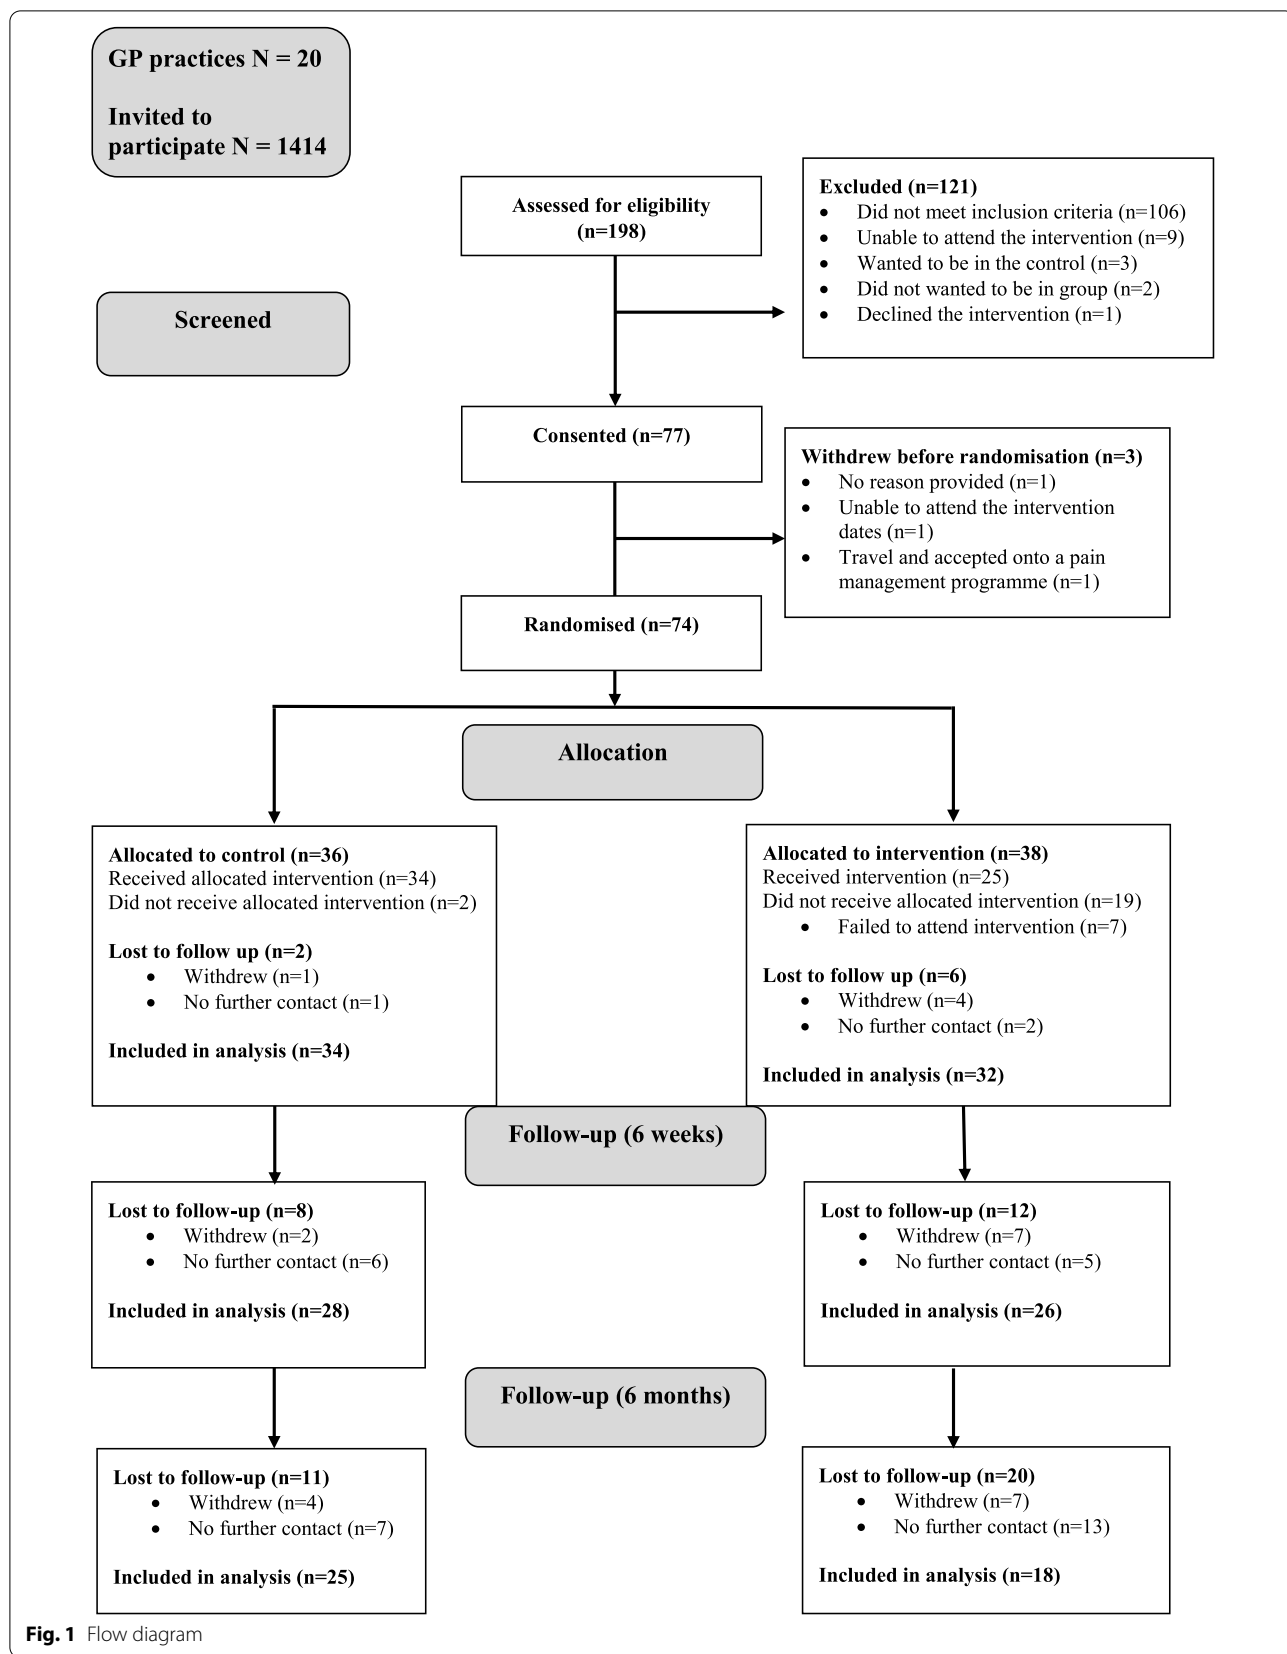 GP practices N = 20
Invited to
participate N = 1414
Assessed for eligibility
(n=198)
Excluded (n=121)
• Did not meet inclusion criteria (n=106)
• Unable to attend the intervention (n=9)
• Wanted to be in the control (n=3)
• Did not wanted to be in group (n=2)
• Declined the intervention (n=1)
Screened
Consented (n=77)
Withdrew before randomisation (n=3)
• No reason provided (n=1)
• Unable to attend the intervention
dates (n=1)
• Travel and accepted onto a pain
management programme (n=1)
Randomised (n=74)
Allocation
Allocated to control (n=36)
Received allocated intervention (n=34)
Did not receive allocated intervention (n=2)
Lost to follow up (n=2)
• Withdrew (n=1)
• No further contact (n=1)
Included in analysis (n=34)
Allocated to intervention (n=38)
Received intervention (n=25)
Did not receive allocated intervention (n=19)
• Failed to attend intervention (n=7)
Lost to follow up (n=6)
• Withdrew (n=4)
• No further contact (n=2)
Included in analysis (n=32)
Follow-up (6 weeks)
Lost to follow-up (n=8)
• Withdrew (n=2)
• No further contact (n=6)
Included in analysis (n=28)
Lost to follow-up (n=12)
• Withdrew (n=7)
• No further contact (n=5)
Included in analysis (n=26)
Follow-up (6 months)
Lost to follow-up (n=11)
• Withdrew (n=4)
• No further contact (n=7)
Included in analysis (n=25)
Lost to follow-up (n=20)
• Withdrew (n=7)
• No further contact (n=13)
Included in analysis (n=18)
Fig. 1 Flow diagram